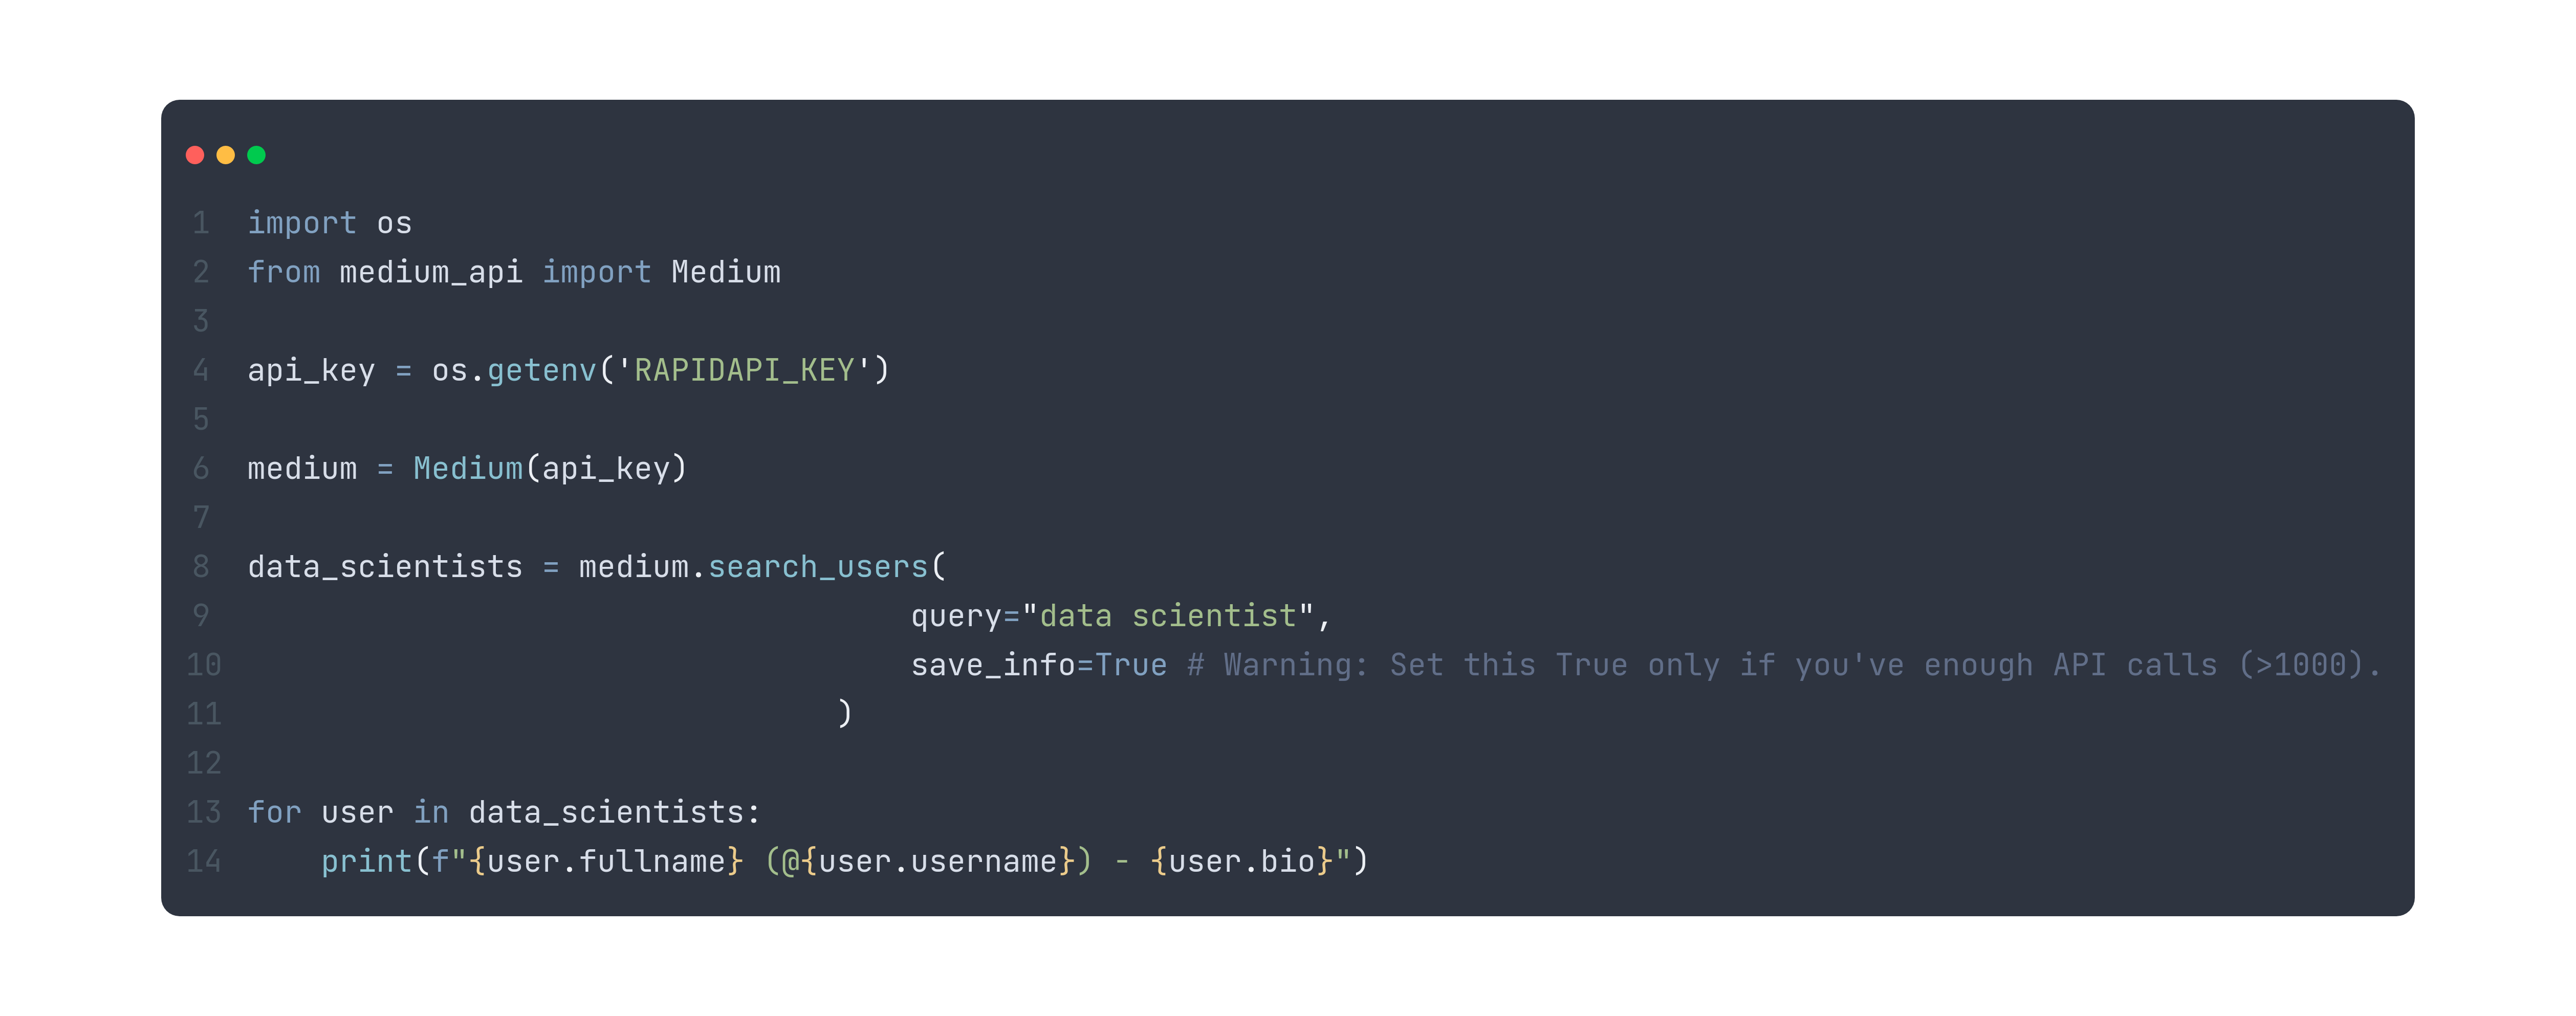 1 import os
2 from medium_api import Medium
3
4 api_key = os.getenv('RAPIDAPI_KEY')
5
6 medium = Medium(api_key)
7
8 data_scientists = medium.search_users(
9                                     query="data scientist",
10                                    save_info=True # Warning: Set this True only if you've enough API calls (>1000).
11                                )
12
13 for user in data_scientists:
14     print(f"{user.fullname} (@{user.username}) - {user.bio}")